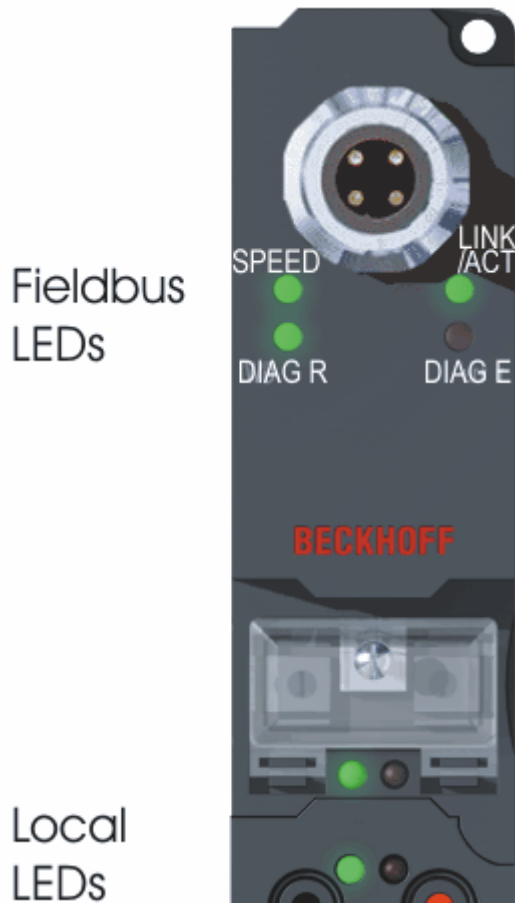 SPEED
LINK
/ACT
Fieldbus
LEDs
DIAG R
DIAG E
BECKHOFF
Local
LEDs